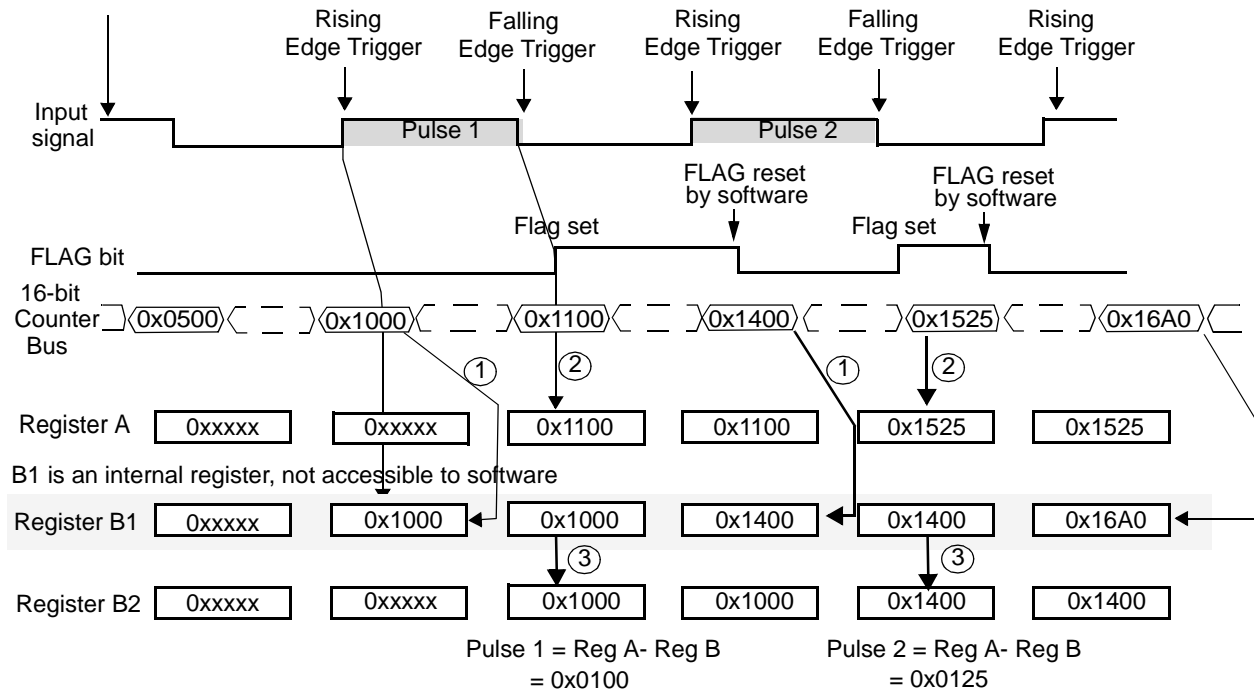 Rising
Edge Trigger
Falling
Edge Trigger
Rising
Edge Trigger
Falling
Edge Trigger
Rising
Edge Trigger
Input
signal
Pulse 1
Pulse 2
FLAG reset
by software
FLAG reset
by software
Flag set
Flag set
FLAG bit
16-bit
Counter
Bus
0x0500
0x1000
0x1100
0x1400
0x1525
0x16A0
1
2
1
2
Register A
0xxxxx
0xxxxx
0x1100
0x1100
0x1525
0x1525
B1 is an internal register, not accessible to software
Register B1
0xxxxx
0x1000
0x1000
0x1400
0x1400
0x16A0
3
3
Register B2
0xxxxx
0xxxxx
0x1000
0x1000
0x1400
0x1400
Pulse 1 = Reg A- Reg B
= 0x0100
Pulse 2 = Reg A- Reg B
= 0x0125